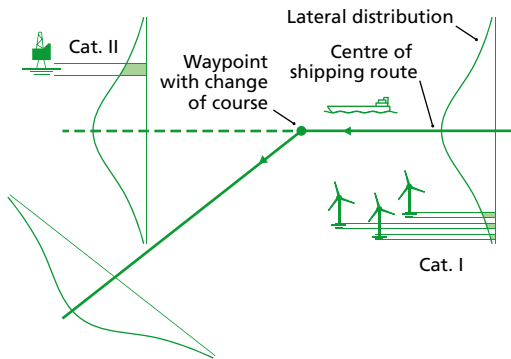 Lateral distribution
Cat. II
Waypoint
with change
of course
Centre of
shipping route
Cat. I